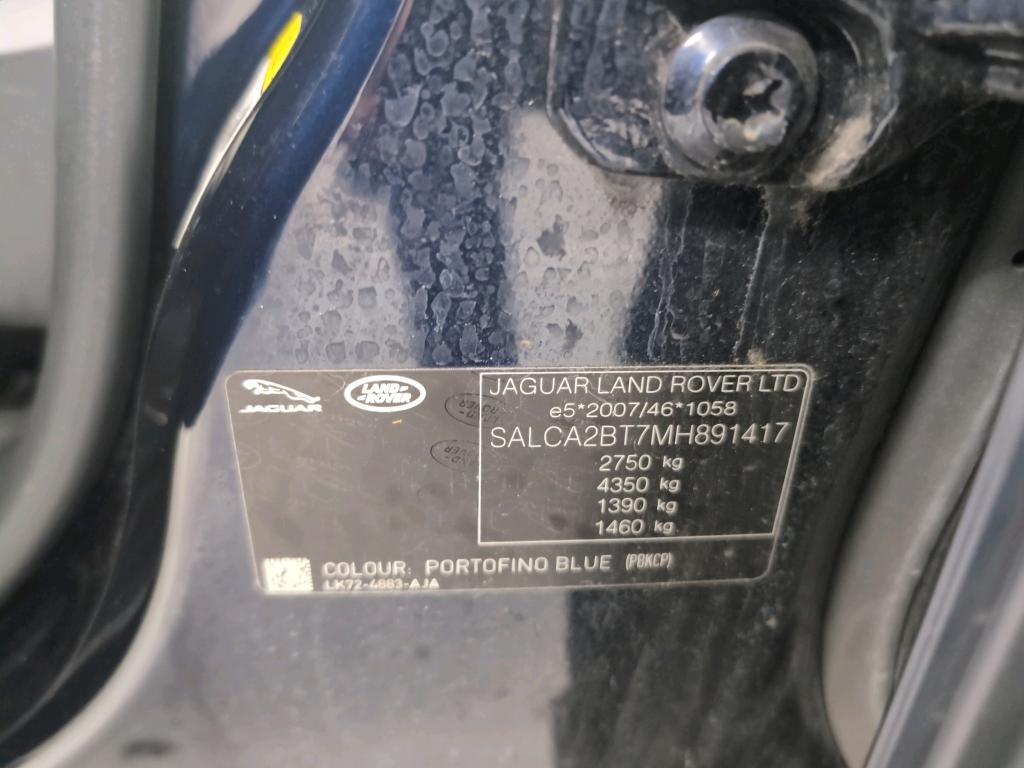 JAGUAR
LAND
ROVER
JAGUAR LAND ROVER LTD
e5*2007/46*1058
SALCA2BT7MH891417
2750 kg
4350 kg
1390 kg
1460 kg
COLOUR: PORTOFINO BLUE (PBKCP)
LK72-4883-AJA